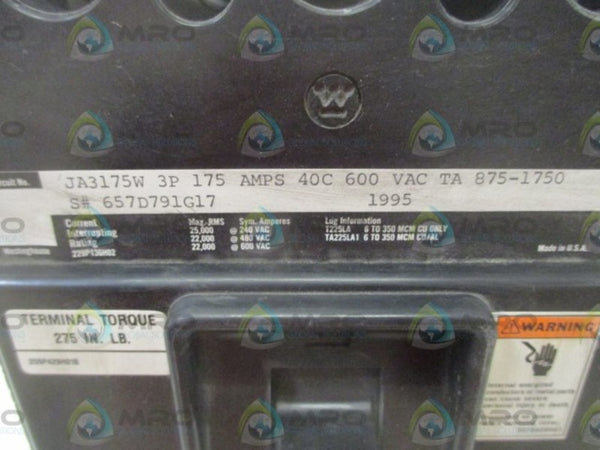 W
JA3175W 3P 175 AMPS 40C 600 VAC TA 875-1750
S# 657D791G17 1995
Current Interrupting Rating
Max. RMS Sym. Amperes
25,000 @ 240 VAC
22,000 @ 480 VAC
22,000 @ 600 VAC
Lug Information
T225LA 6 TO 350 MCM CU ONLY
TA225LA1 6 TO 350 MCM CU/AL
Westinghouse
Made in U.S.A.
TERMINAL TORQUE
275 IN. LB.
WARNING
MRO